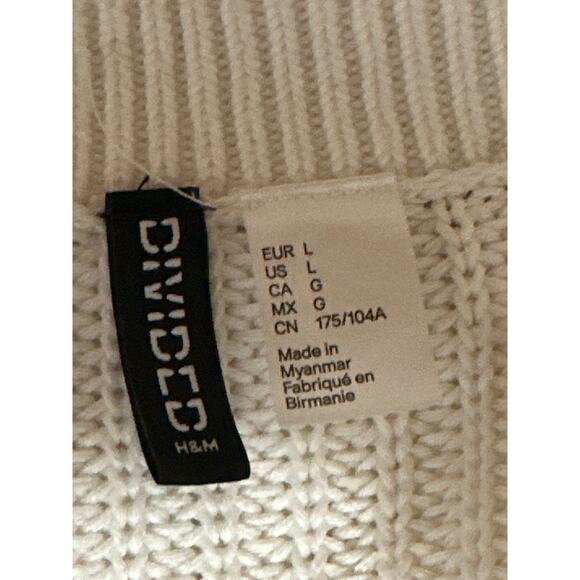 DIVIDED
H&M
EUR L
US L
CA G
MX G
CN 175/104A
Made in
Myanmar
Fabriqué en
Birmanie